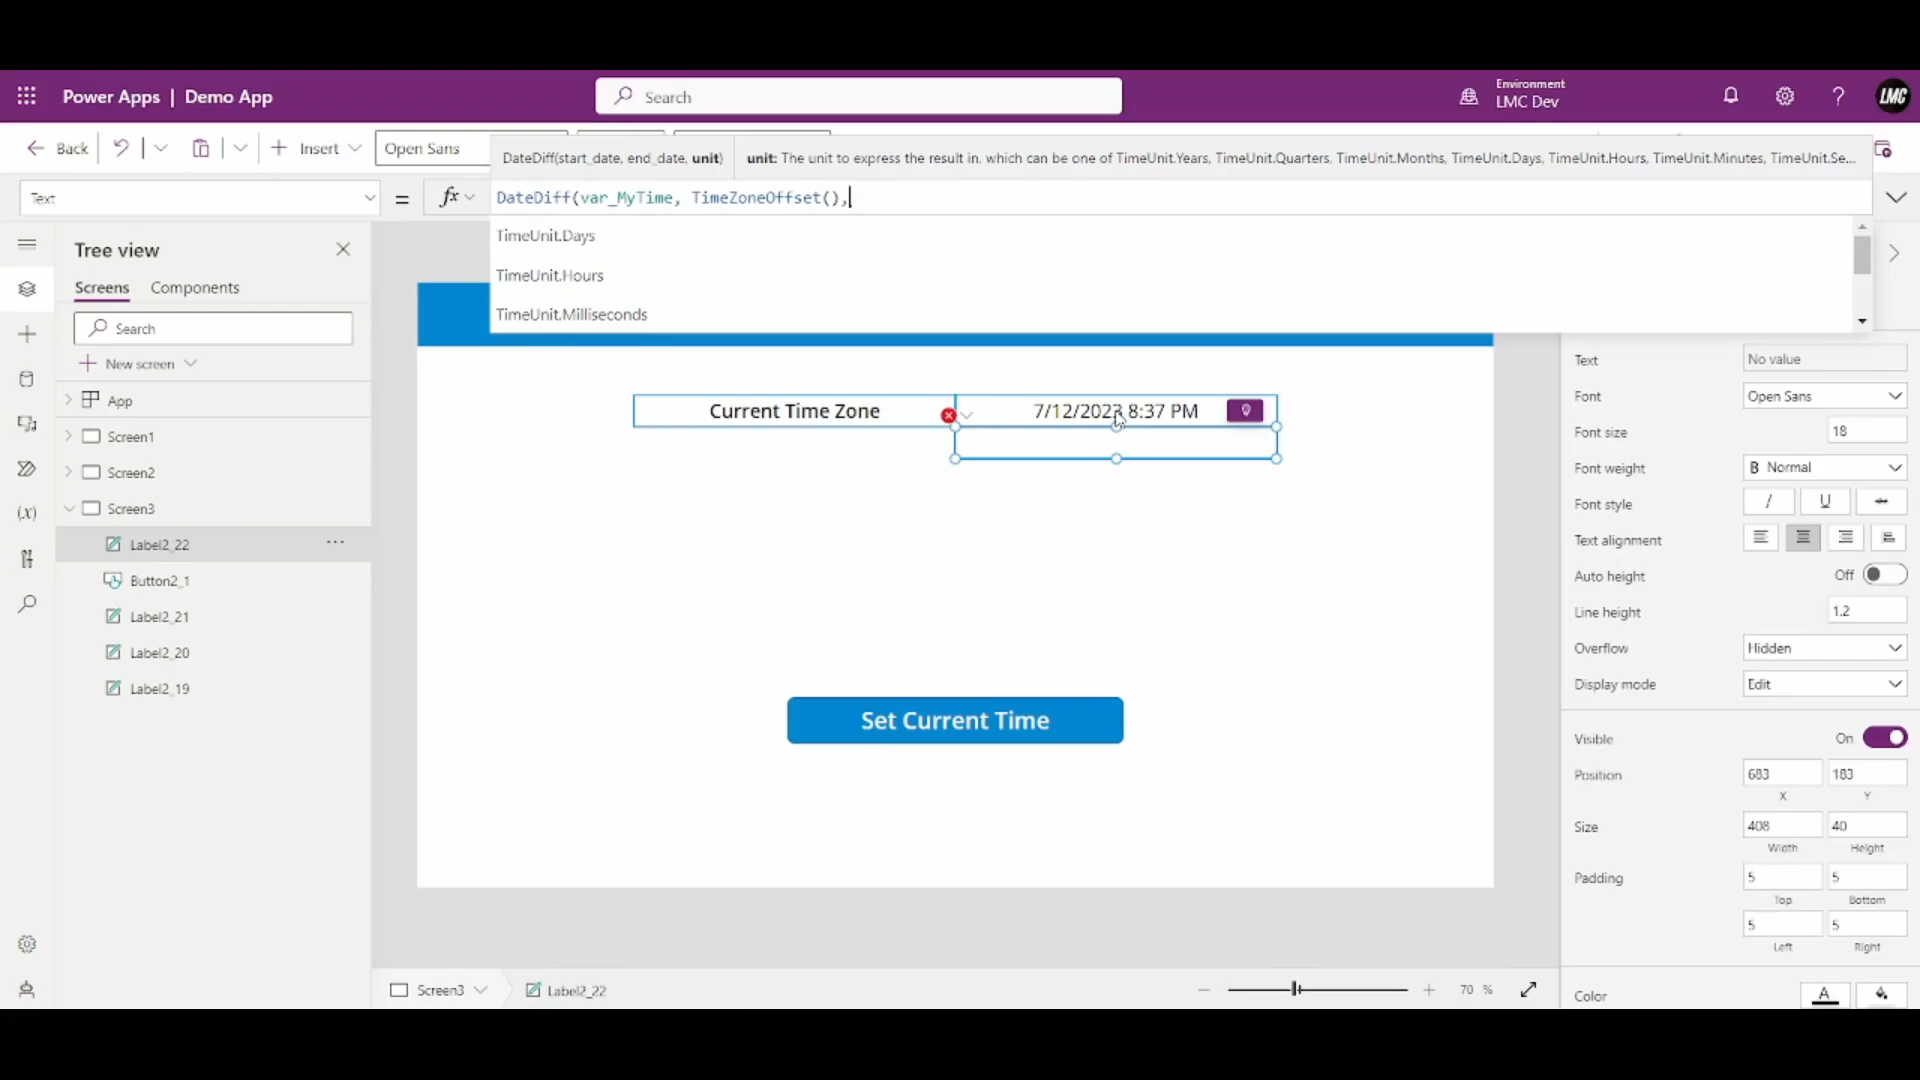 Power Apps | Demo App
Search
Environment
LMC Dev
LMC
Back
Insert
Open Sans
DateDiff(start_date, end_date, unit)
unit: The unit to express the result in, which can be one of TimeUnit.Years, TimeUnit.Quarters, TimeUnit.Months, TimeUnit.Days, TimeUnit.Hours, TimeUnit.Minutes, TimeUnit.Se...
Text
=
fx
DateDiff(var_MyTime, TimeZoneOffset(),
TimeUnit.Days
TimeUnit.Hours
TimeUnit.Milliseconds
Tree view
Screens
Components
Search
New screen
App
Screen1
Screen2
Screen3
Label2_22
Button2_1
Label2_21
Label2_20
Label2_19
Current Time Zone
7/12/2023 8:37 PM
Set Current Time
Text
No value
Font
Open Sans
Font size
18
Font weight
B Normal
Font style
/ U
Text alignment
Auto height
Off
Line height
1.2
Overflow
Hidden
Display mode
Edit
Visible
On
Position
683
183
X
Y
Size
408
40
Width
Height
Padding
5
5
Top
Bottom
5
5
Left
Right
Color
A
Screen3
Label2_22
70 %